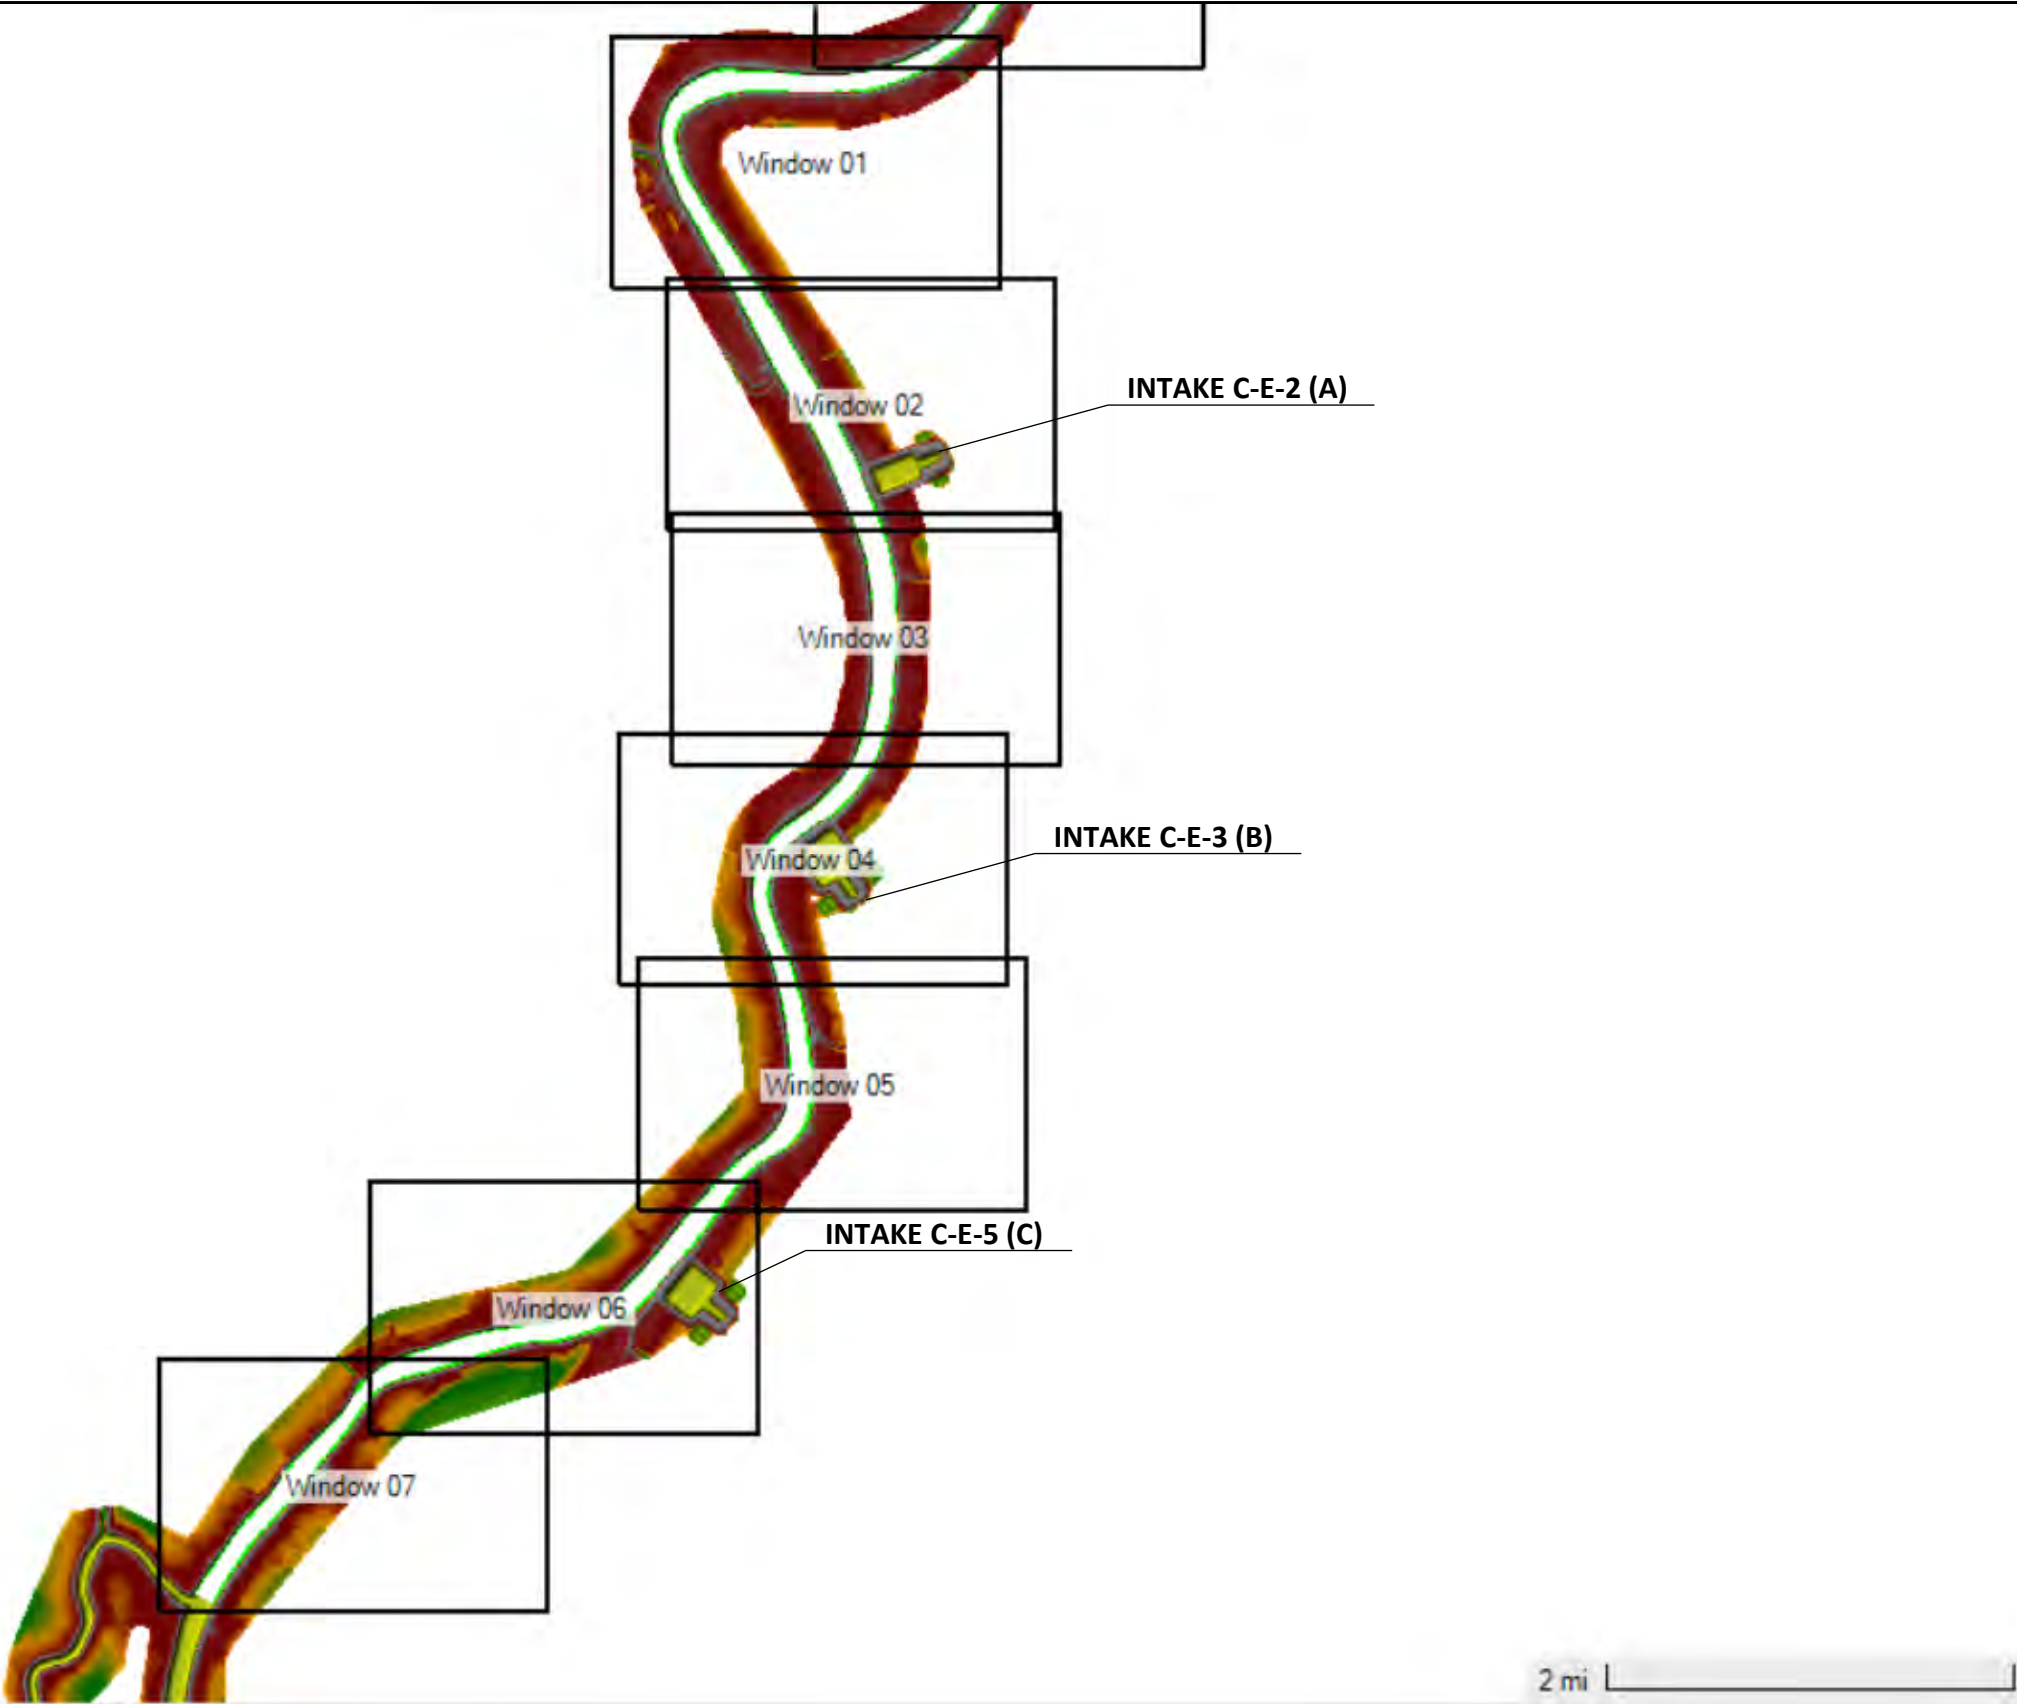 Window 01
INTAKE C-E-2 (A)
Window 02
Window 03
INTAKE C-E-3 (B)
Window 04
Window 05
INTAKE C-E-5 (C)
Window 06
Window 07
2 mi